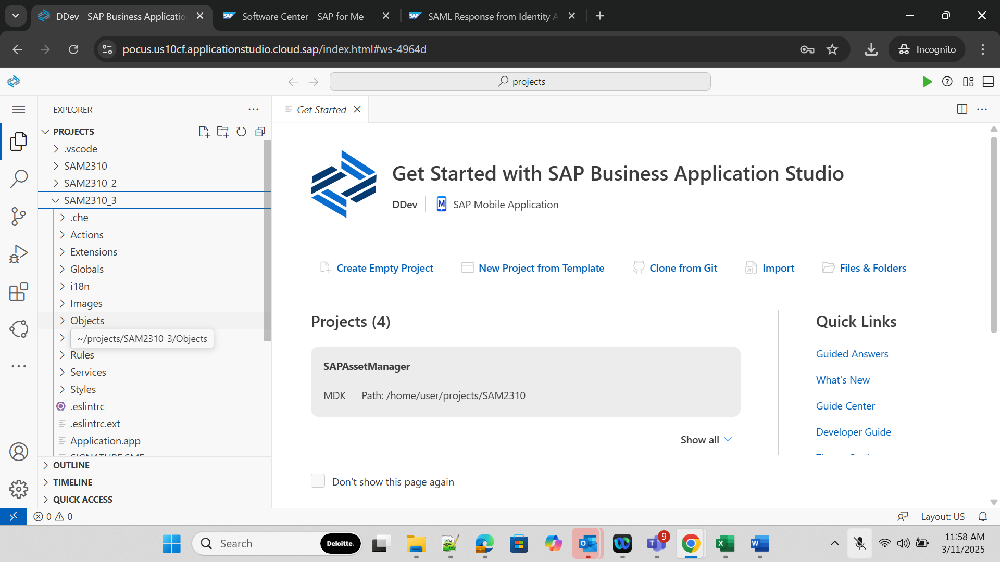 DDev - SAP Business Applicatio
Software Center - SAP for Me
SAML Response from Identity A
pocus.us10cf.applicationstudio.cloud.sap/index.html#ws-4964d
Incognito
projects
EXPLORER
Get Started
PROJECTS
.vscode
SAM2310
SAM2310_2
SAM2310_3
.che
Actions
Extensions
Globals
i18n
Images
Objects
~/projects/SAM2310_3/Objects
Rules
Services
Styles
.eslintrc
.eslintrc.ext
Application.app
OUTLINE
TIMELINE
QUICK ACCESS
Get Started with SAP Business Application Studio
DDev
SAP Mobile Application
Create Empty Project
New Project from Template
Clone from Git
Import
Files & Folders
Projects (4)
SAPAssetManager
MDK
Path: /home/user/projects/SAM2310
Show all
Quick Links
Guided Answers
What's New
Guide Center
Developer Guide
Don't show this page again
0
0
Layout: US
Search
Deloitte.
9
11:58 AM
3/11/2025